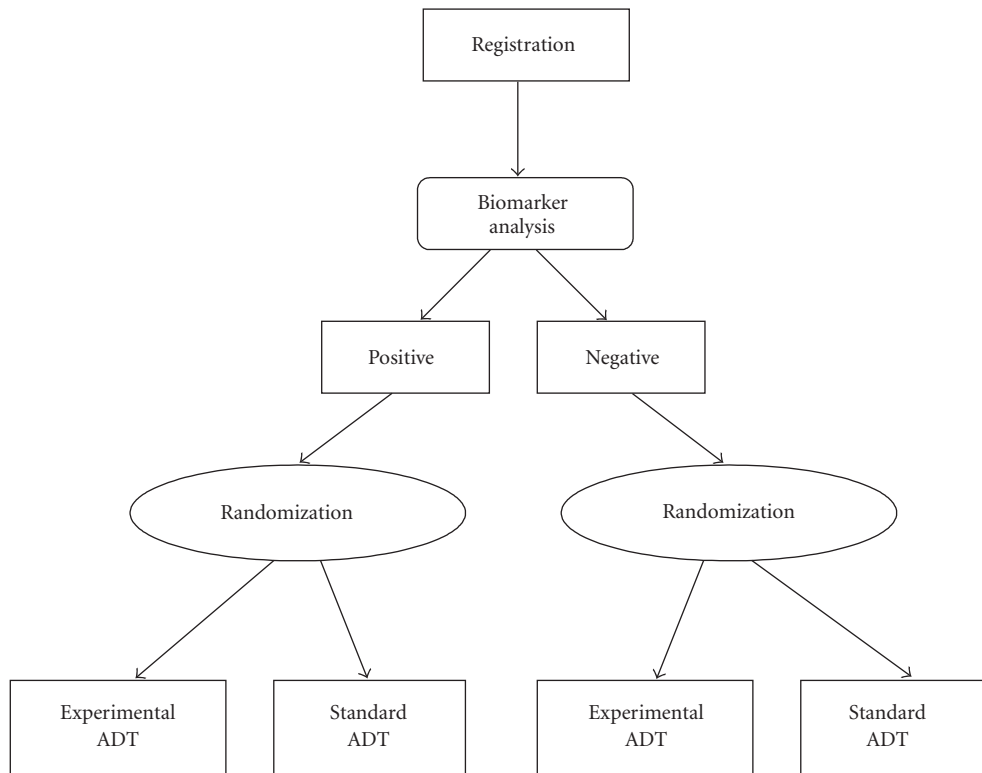 Registration
Biomarker
analysis
Positive
Negative
Randomization
Randomization
Experimental
ADT
Standard
ADT
Experimental
ADT
Standard
ADT